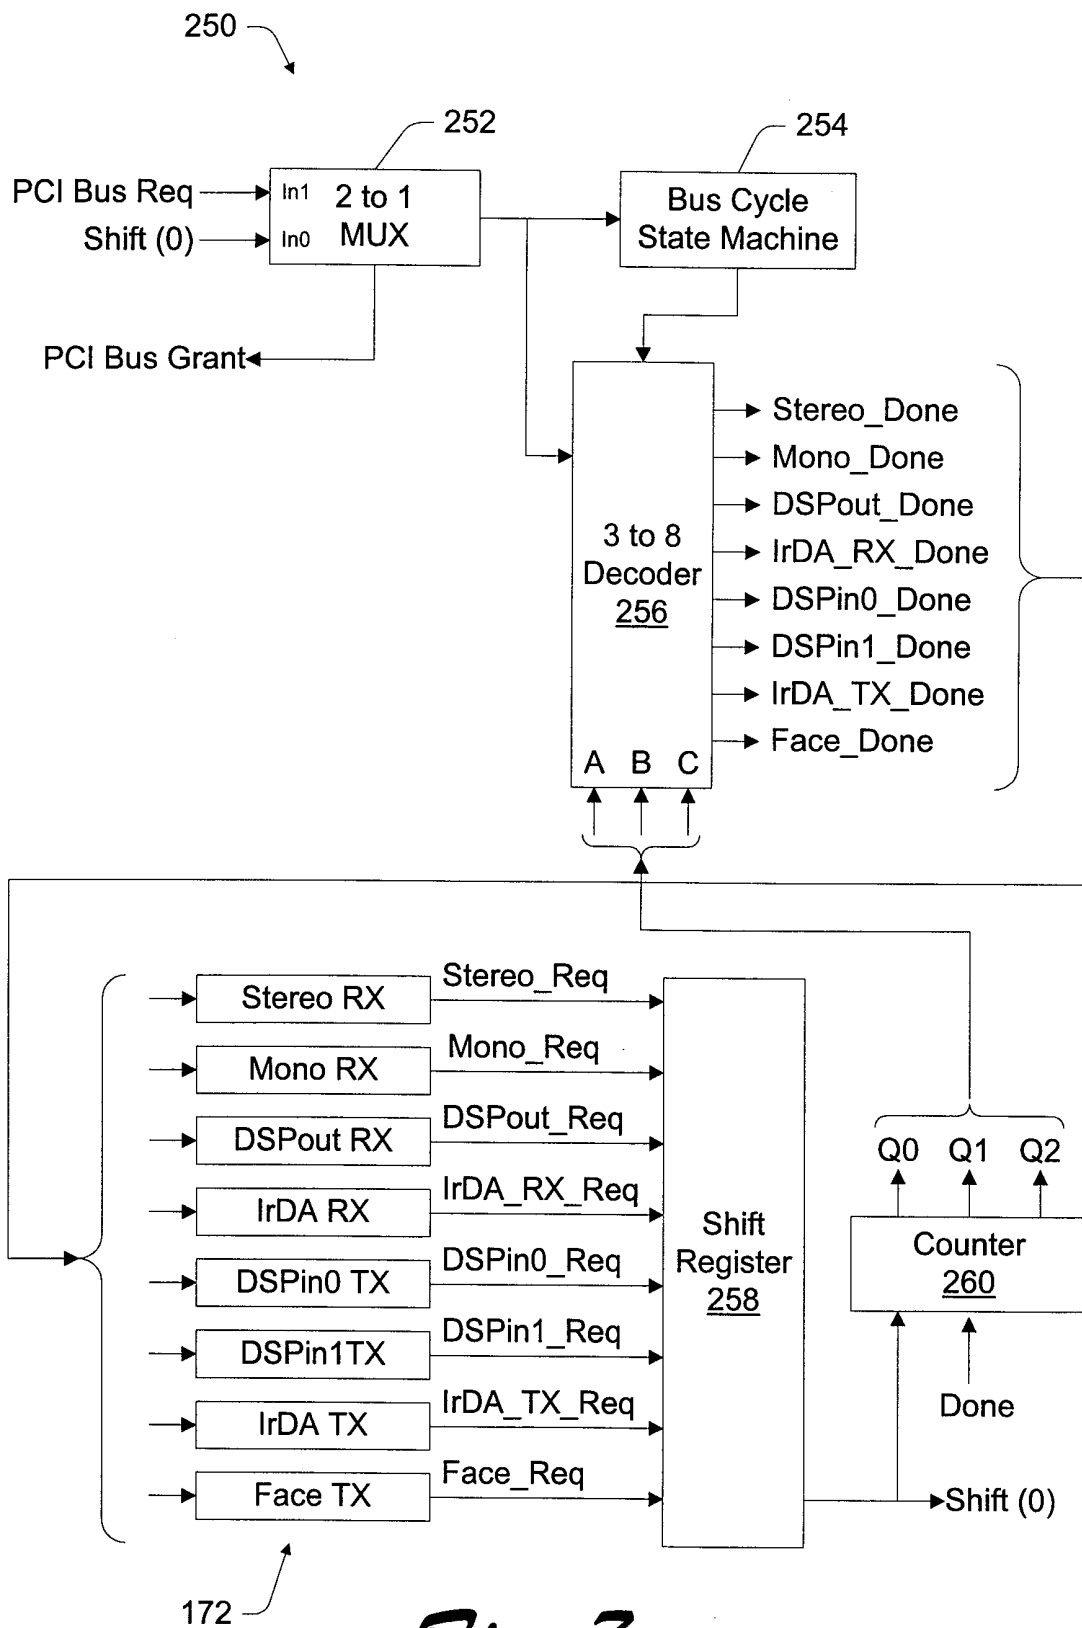 250
252
254
PCI Bus Req
In1
2 to 1
MUX
Shift (0)
In0
Bus Cycle
State Machine
PCI Bus Grant
Stereo_Done
Mono_Done
DSPout_Done
3 to 8
Decoder
256
IrDA_RX_Done
DSPin0_Done
DSPin1_Done
IrDA_TX_Done
Face_Done
A B C
Stereo RX
Stereo_Req
Mono RX
Mono_Req
DSPout RX
DSPout_Req
IrDA RX
IrDA_RX_Req
DSPin0 TX
DSPin0_Req
DSPin1TX
DSPin1_Req
IrDA TX
IrDA_TX_Req
Face TX
Face_Req
Shift
Register
258
Q0 Q1 Q2
Counter
260
Done
Shift (0)
172